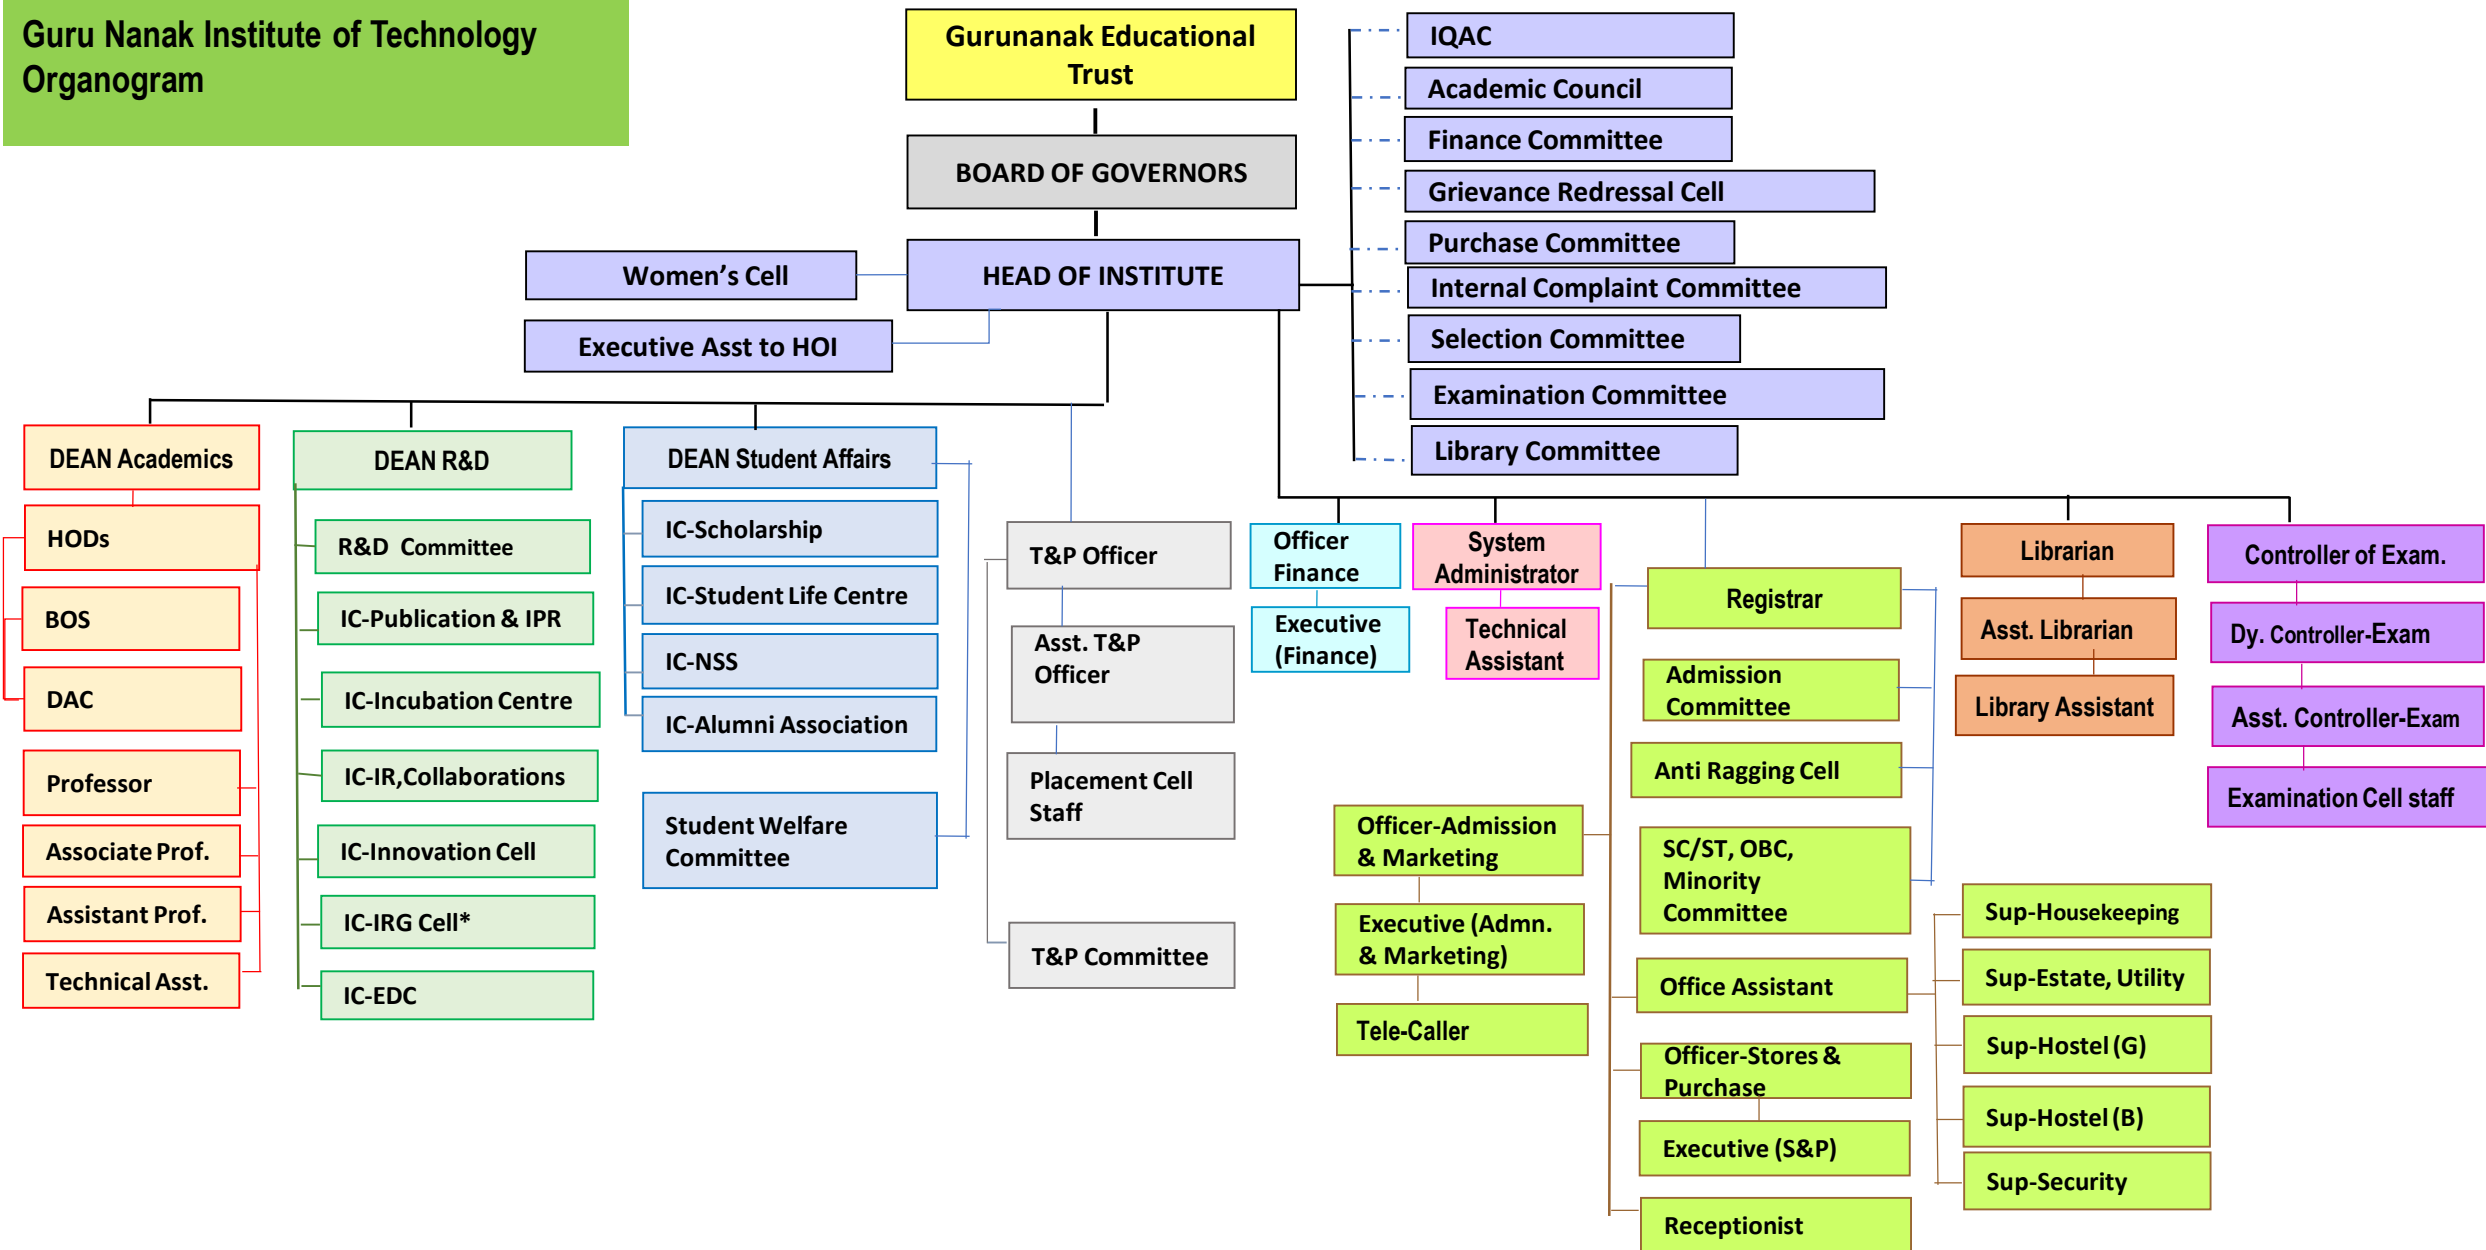 Guru Nanak Institute of Technology
Organogram
Gurunanak Educational
Trust
BOARD OF GOVERNORS
HEAD OF INSTITUTE
Women’s Cell
Executive Asst to HOI
IQAC
Academic Council
Finance Committee
Grievance Redressal Cell
Purchase Committee
Internal Complaint Committee
Selection Committee
Examination Committee
Library Committee
DEAN Academics
HODs
BOS
DAC
Professor
Associate Prof.
Assistant Prof.
Technical Asst.
DEAN R&D
R&D Committee
IC-Publication & IPR
IC-Incubation Centre
IC-IR,Collaborations
IC-Innovation Cell
IC-IRG Cell*
IC-EDC
DEAN Student Affairs
IC-Scholarship
IC-Student Life Centre
IC-NSS
IC-Alumni Association
Student Welfare
Committee
T&P Officer
Asst. T&P
Officer
Placement Cell
Staff
T&P Committee
Officer
Finance
Executive
(Finance)
System
Administrator
Technical
Assistant
Registrar
Admission
Committee
Anti Ragging Cell
SC/ST, OBC,
Minority
Committee
Office Assistant
Officer-Stores &
Purchase
Executive (S&P)
Receptionist
Officer-Admission
& Marketing
Executive (Admn.
& Marketing)
Tele-Caller
Sup-Housekeeping
Sup-Estate, Utility
Sup-Hostel (G)
Sup-Hostel (B)
Sup-Security
Librarian
Asst. Librarian
Library Assistant
Controller of Exam.
Dy. Controller-Exam
Asst. Controller-Exam
Examination Cell staff